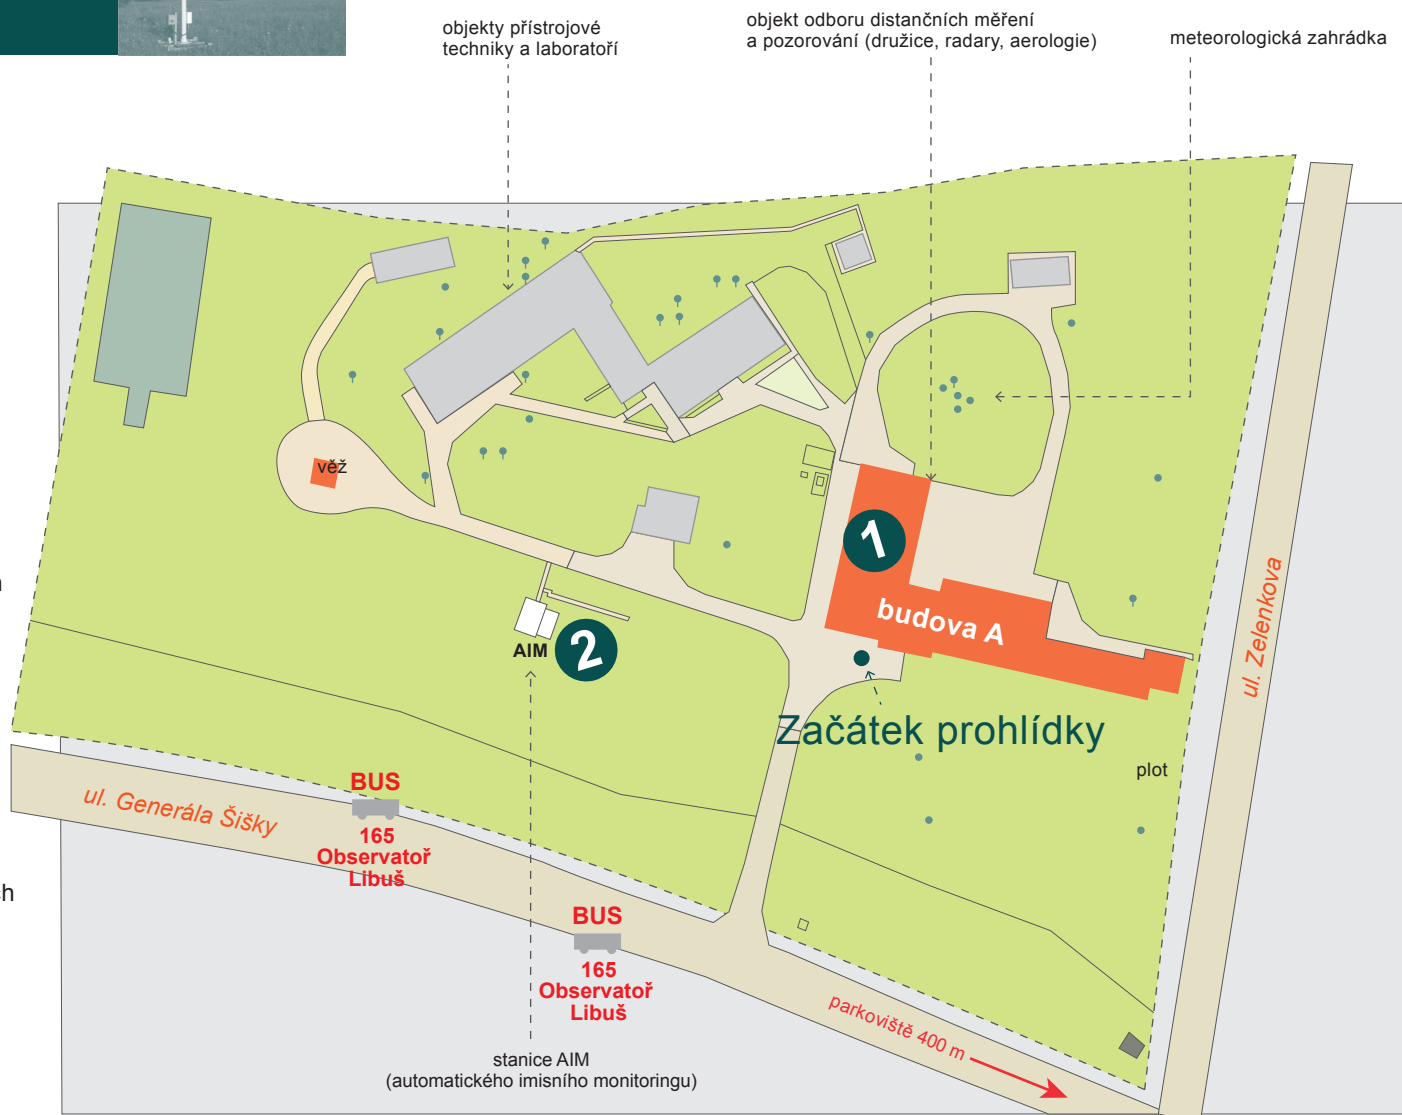 objekty přístrojové
techniky a laboratoří
objekt odboru distančních měření
a pozorování (družice, radary, aerologie)
meteorologická zahrádka
věž
1
budova A
AIM
2
Začátek prohlídky
plot
ul. Zelenkova
ul. Generála Šišky
BUS
165
Observatoř
Libuš
ch
BUS
165
Observatoř
Libuš
parkoviště 400 m
stanice AIM
(automatického imisního monitoringu)